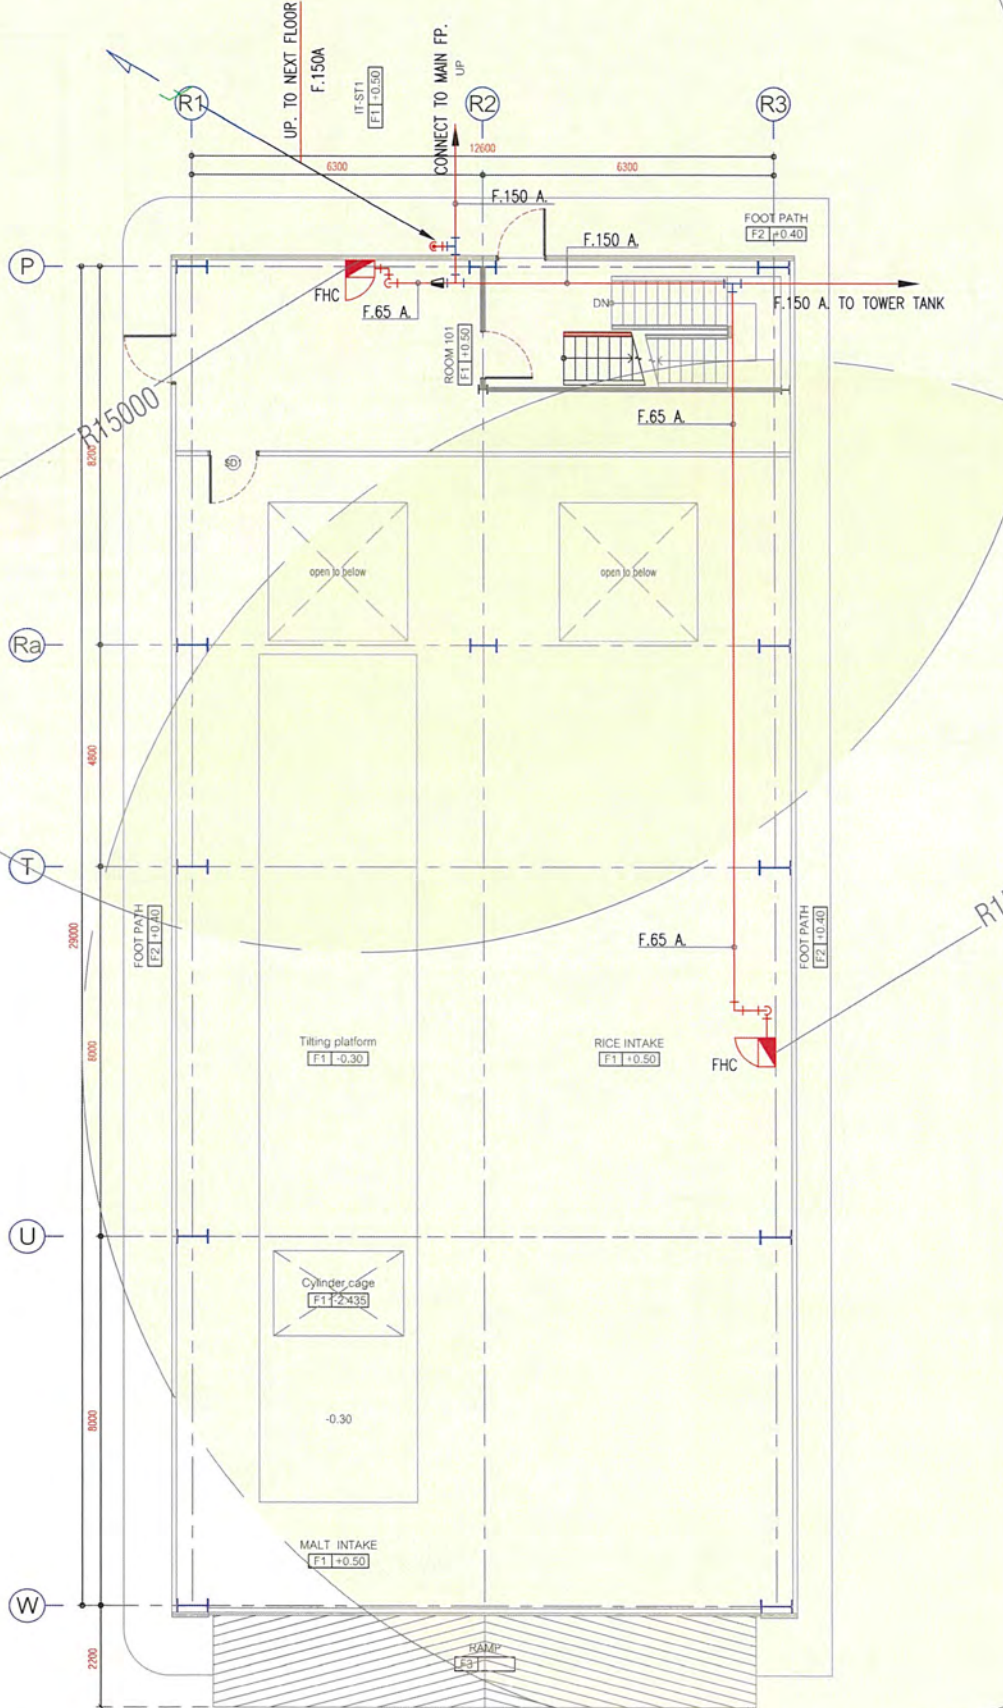 UP. TO NEXT FLOOR
F.150A
IT-ST1
F1 +0.50
CONNECT TO MAIN FP.
UP
R1
R2
R3
12600
6300
6300
F.150 A.
FOOT PATH
F2 +0.40
F.150 A.
P
FHC
F.65 A.
DN
F.150 A. TO TOWER TANK
ROOM 101
F1 +0.50
R15000
F.65 A.
8200
SD1
open to below
open to below
Ra
4800
T
29000
FOOT PATH
F2 +0.40
FOOT PATH
F2 +0.40
F.65 A.
8000
Tilting platform
F1 -0.30
RICE INTAKE
F1 +0.50
FHC
U
Cylinder cage
F1 -2.435
8000
-0.30
MALT INTAKE
F1 +0.50
W
2200
RAMP
F3